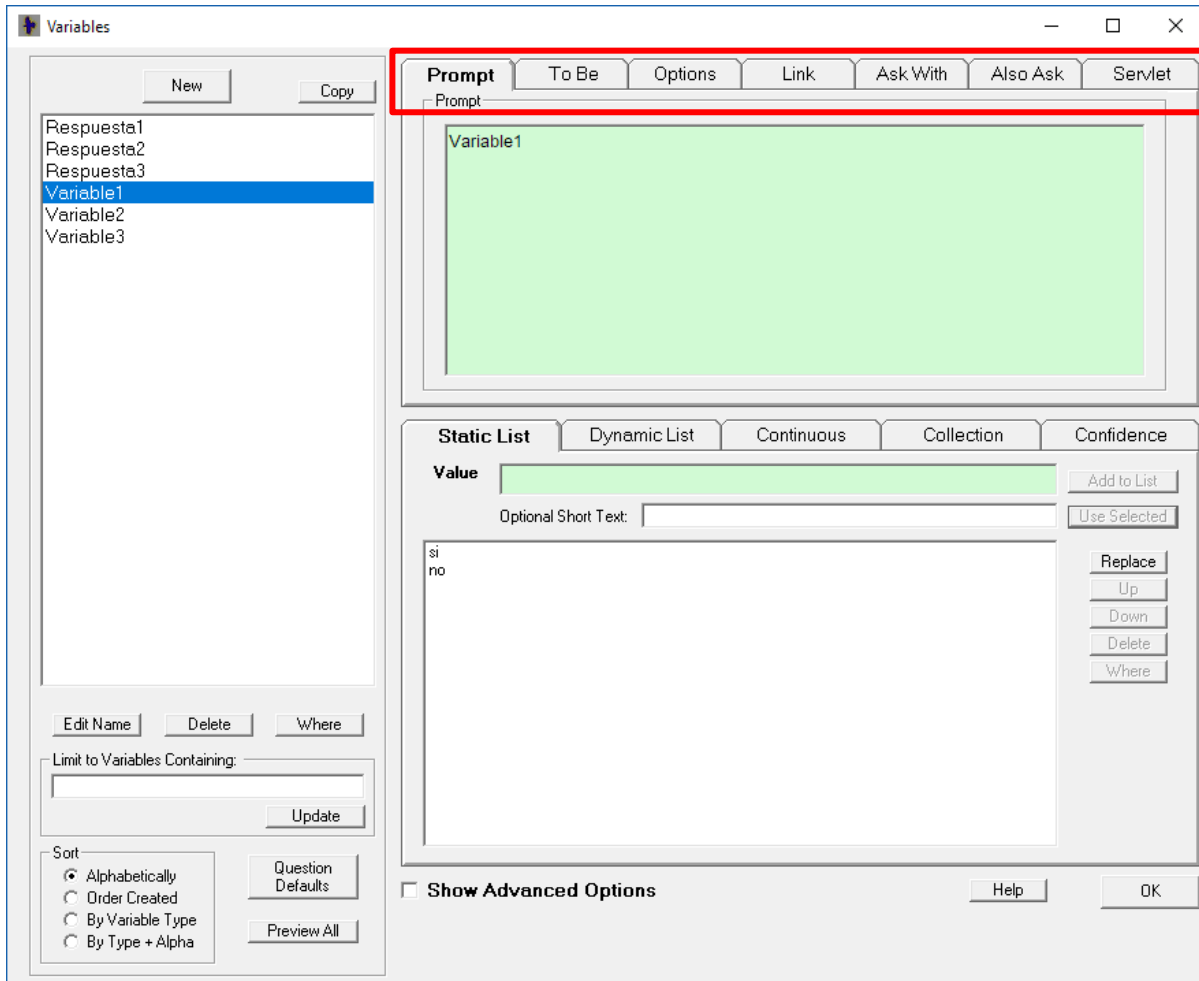 Variables
New
Copy
Respuesta1
Respuesta2
Respuesta3
Variable1
Variable2
Variable3
Edit Name
Delete
Where
Limit to Variables Containing:
Update
Sort
Alphabetically
Order Created
By Variable Type
By Type + Alpha
Question
Defaults
Preview All
Prompt
To Be
Options
Link
Ask With
Also Ask
Servlet
Prompt
Variable1
Static List
Dynamic List
Continuous
Collection
Confidence
Value
Add to List
Optional Short Text:
Use Selected
si
no
Replace
Up
Down
Delete
Where
Show Advanced Options
Help
OK